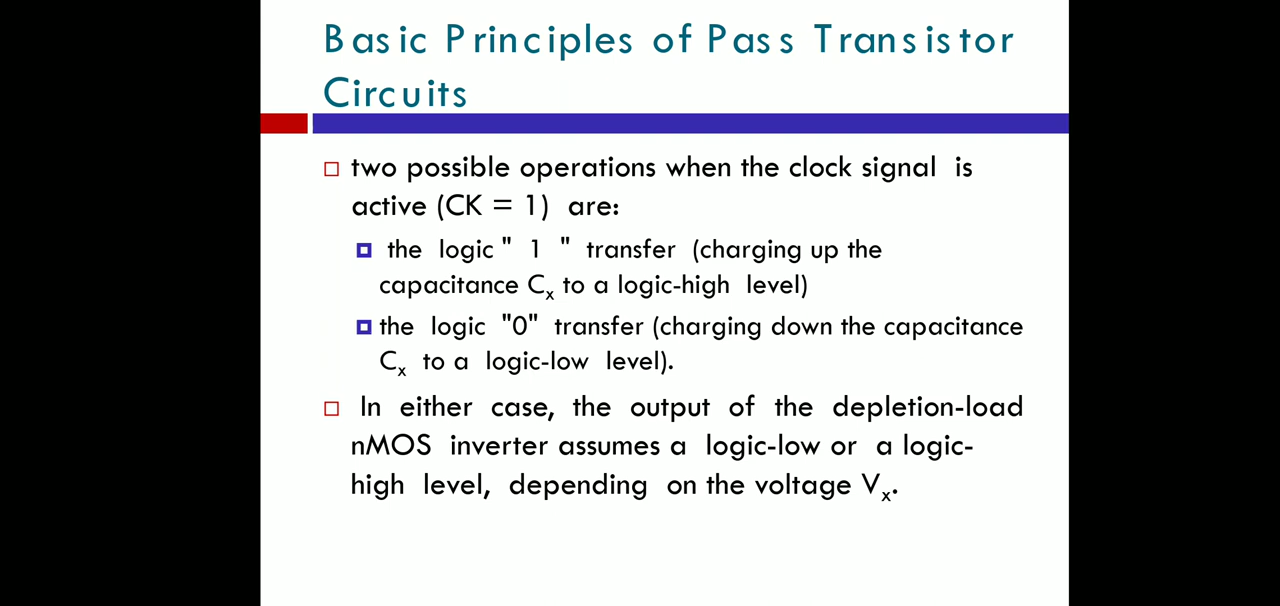 Basic Principles of Pass Transistor
Circuits
two possible operations when the clock signal is
active (CK = 1) are:
the logic " 1 " transfer (charging up the
capacitance Cx to a logic-high level)
the logic "0" transfer (charging down the capacitance
Cx to a logic-low level).
In either case, the output of the depletion-load
nMOS inverter assumes a logic-low or a logic-
high level, depending on the voltage Vx.